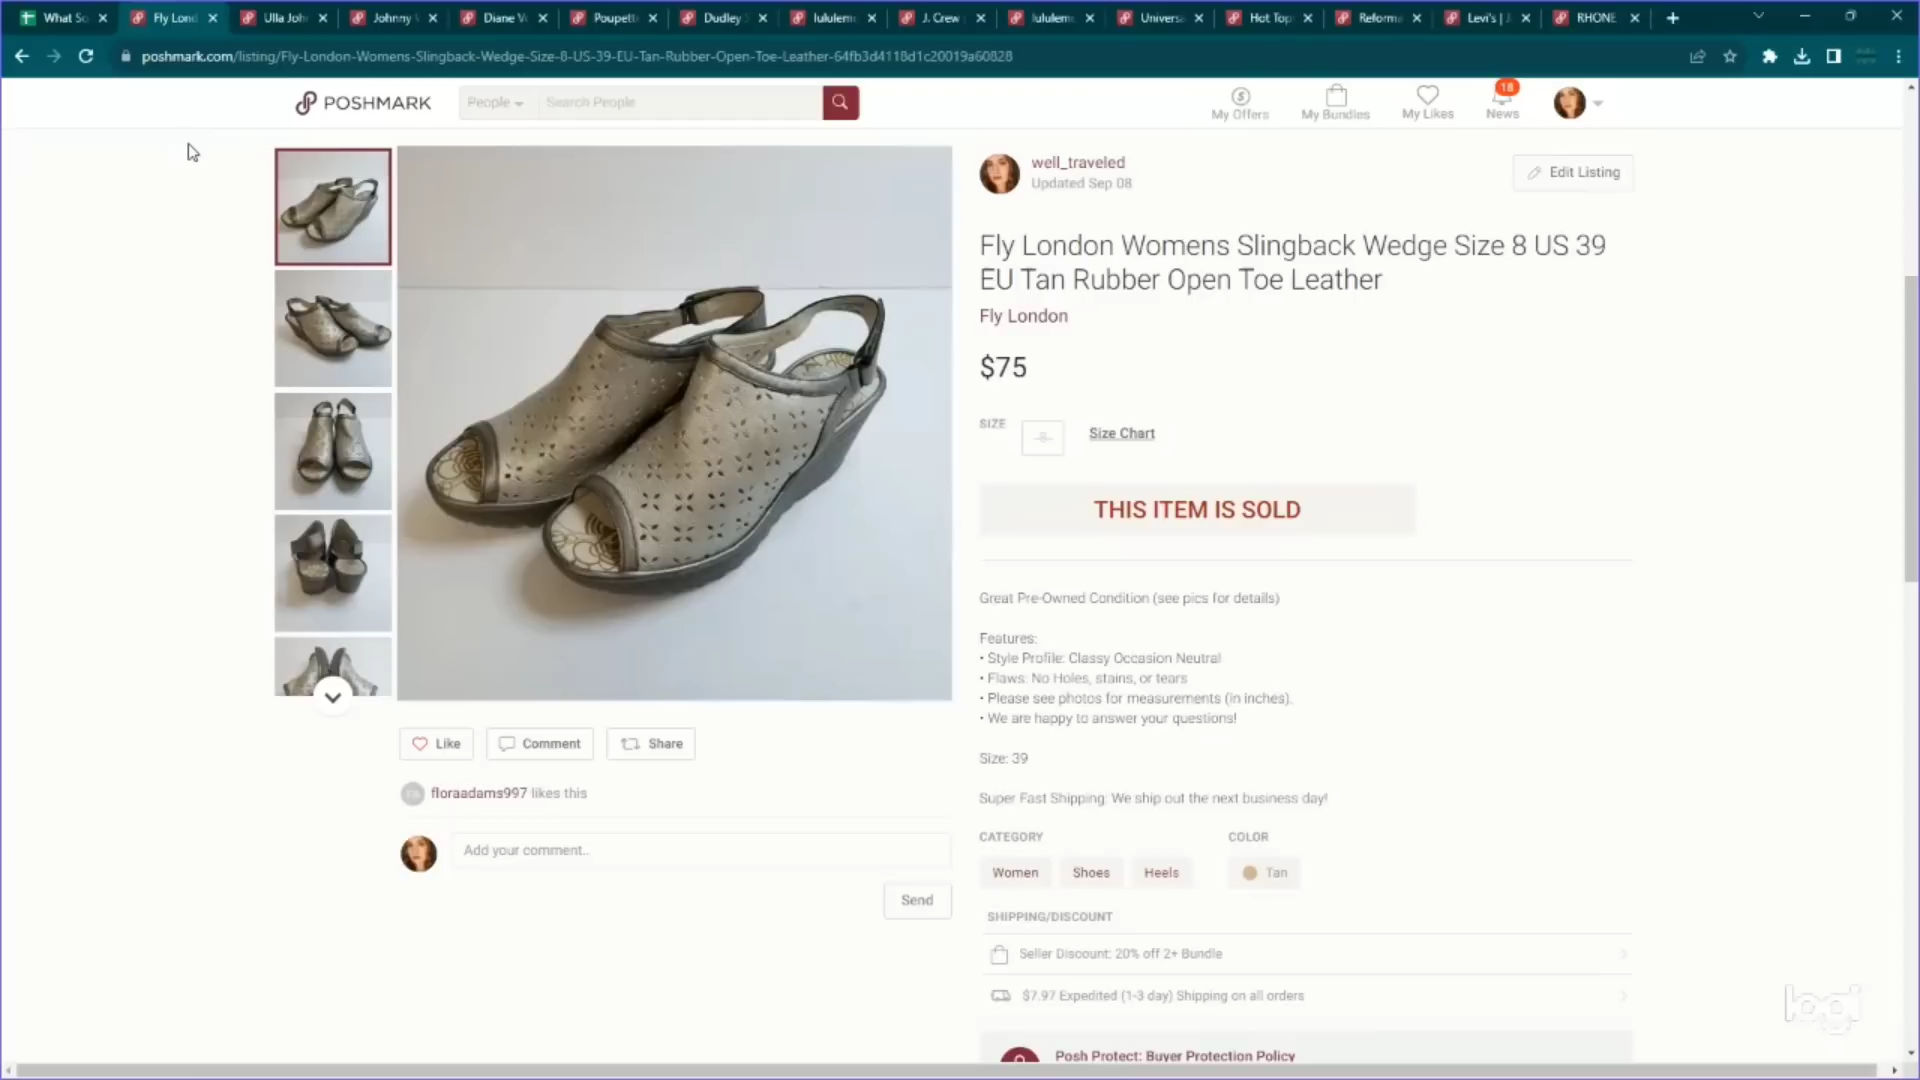 What So
Fly Lond
Ulla Joh
Johnny
Diane V
Poupett
Dudley
lululem
J. Crew
lululem
Univers
Hot Top
Reform
Levi's | J
RHONE
poshmark.com/listing/Fly-London-Womens-Slingback-Wedge-Size-8-US-39-EU-Tan-Rubber-Open-Toe-Leather-64fb3d4118d1c20019a60828
POSHMARK
People
Search People
My Offers
My Bundles
My Likes
18
News
well_traveled
Updated Sep 08
Edit Listing
Fly London Womens Slingback Wedge Size 8 US 39
EU Tan Rubber Open Toe Leather
Fly London
$75
SIZE
8
Size Chart
THIS ITEM IS SOLD
Great Pre-Owned Condition (see pics for details)
Features:
• Style Profile: Classy Occasion Neutral
• Flaws: No Holes, stains, or tears
• Please see photos for measurements (in inches).
• We are happy to answer your questions!
Size: 39
Super Fast Shipping: We ship out the next business day!
CATEGORY
COLOR
Women
Shoes
Heels
Tan
SHIPPING/DISCOUNT
Seller Discount: 20% off 2+ Bundle
$7.97 Expedited (1-3 day) Shipping on all orders
Posh Protect: Buyer Protection Policy
Like
Comment
Share
floraadams997 likes this
Add your comment..
Send
logi